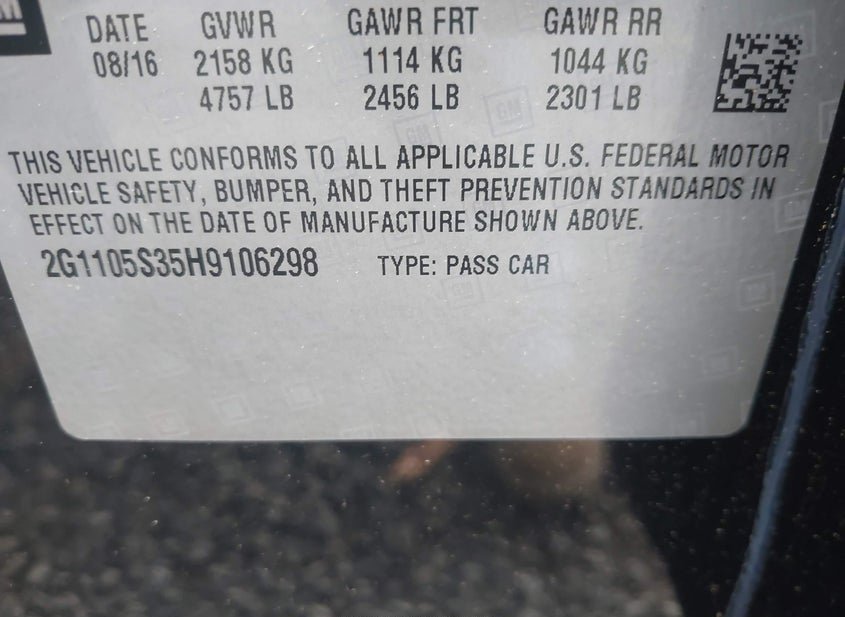 GM
DATE GVWR GAWR FRT GAWR RR
08/16 2158 KG 1114 KG 1044 KG
4757 LB 2456 LB 2301 LB
THIS VEHICLE CONFORMS TO ALL APPLICABLE U.S. FEDERAL MOTOR
VEHICLE SAFETY, BUMPER, AND THEFT PREVENTION STANDARDS IN
EFFECT ON THE DATE OF MANUFACTURE SHOWN ABOVE.
2G1105S35H9106298 TYPE: PASS CAR